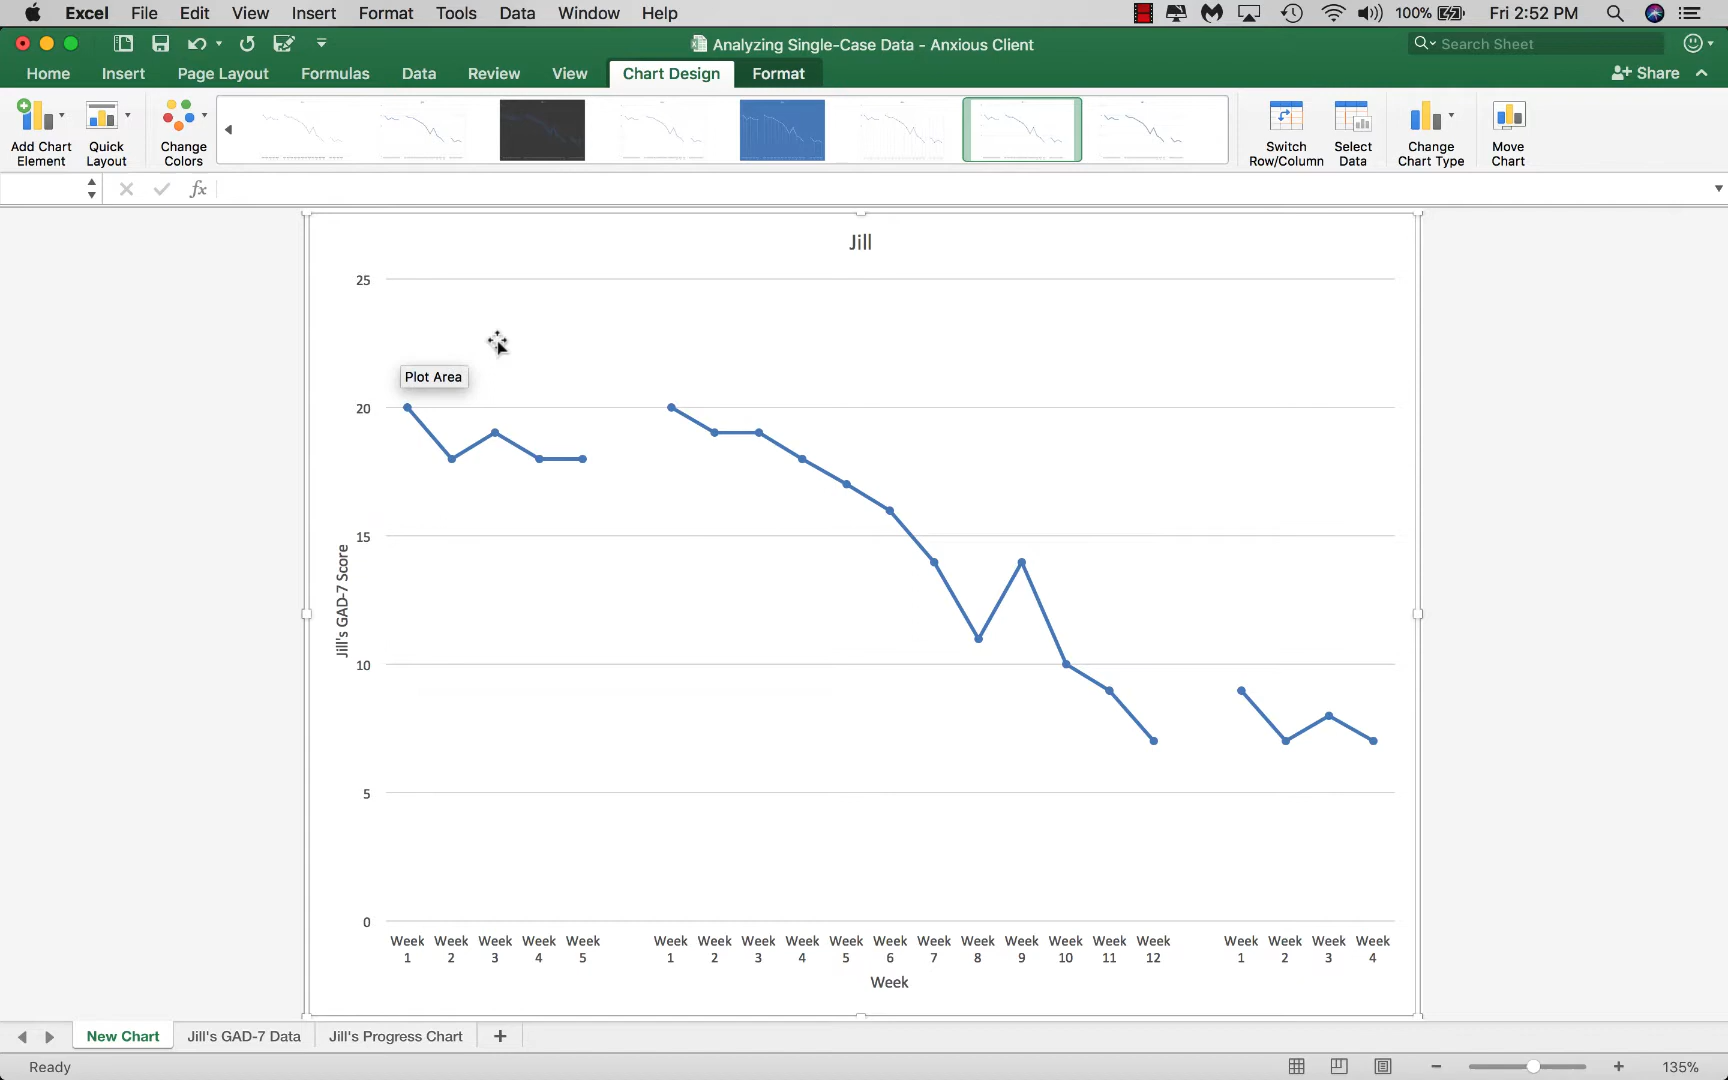 Excel File Edit View Insert Format Tools Data Window Help 100% Fri 2:52 PM
Analyzing Single-Case Data - Anxious Client Search Sheet
Home Insert Page Layout Formulas Data Review View Chart Design Format Share
Add Chart Element
Quick Layout
Change Colors
Switch Row/Column
Select Data
Change Chart Type
Move Chart
fx
Jill
25
Plot Area
20
15
Jill's GAD-7 Score
10
5
0
Week Week Week Week Week Week Week Week Week Week Week Week Week Week Week Week Week Week Week Week Week
1 2 3 4 5 1 2 3 4 5 6 7 8 9 10 11 12 1 2 3 4
Week
New Chart Jill's GAD-7 Data Jill's Progress Chart +
Ready 135%